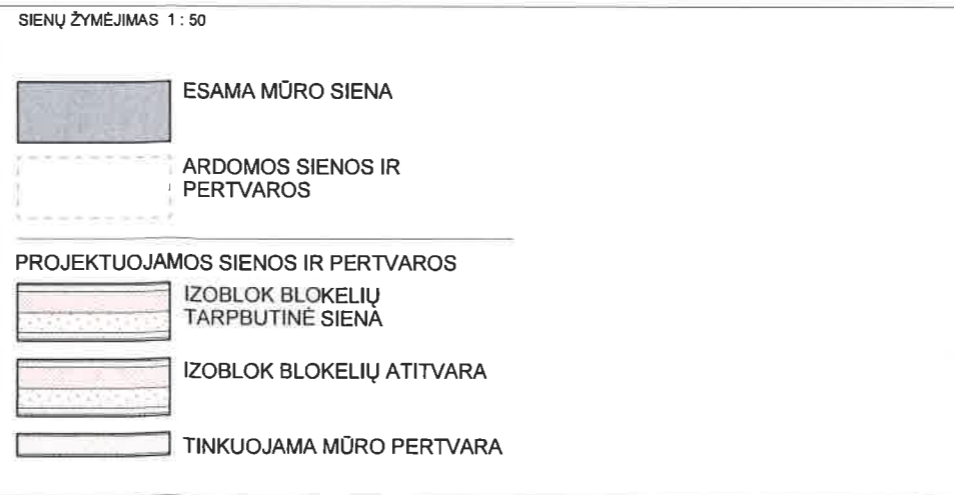 SIENŲ ŽYMĖJIMAS 1 : 50
ESAMA MŪRO SIENA
ARDOMOS SIENOS IR
PERTVAROS
PROJEKTUOJAMOS SIENOS IR PERTVAROS
IZOBLOK BLOKELIŲ
TARPBUTINĖ SIENA
IZOBLOK BLOKELIŲ ATITVARA
TINKUOJAMA MŪRO PERTVARA